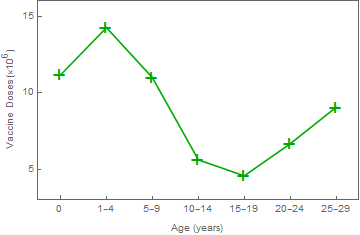 15
10
5
Vaccine Doses (×10⁶)
0 1–4 5–9 10–14 15–19 20–24 25–29
Age (years)